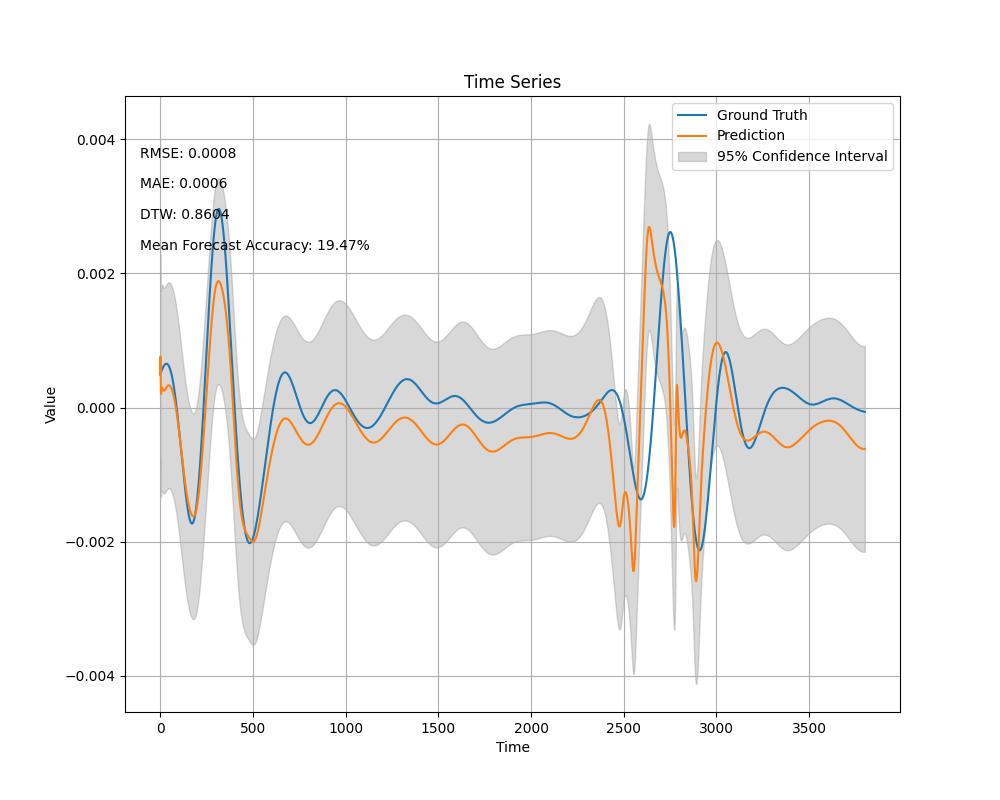 Time Series
Ground Truth
Prediction
95% Confidence Interval
RMSE: 0.0008
MAE: 0.0006
DTW: 0.8604
Mean Forecast Accuracy: 19.47%
Value
0.004
0.002
0.000
−0.002
−0.004
0 500 1000 1500 2000 2500 3000 3500
Time